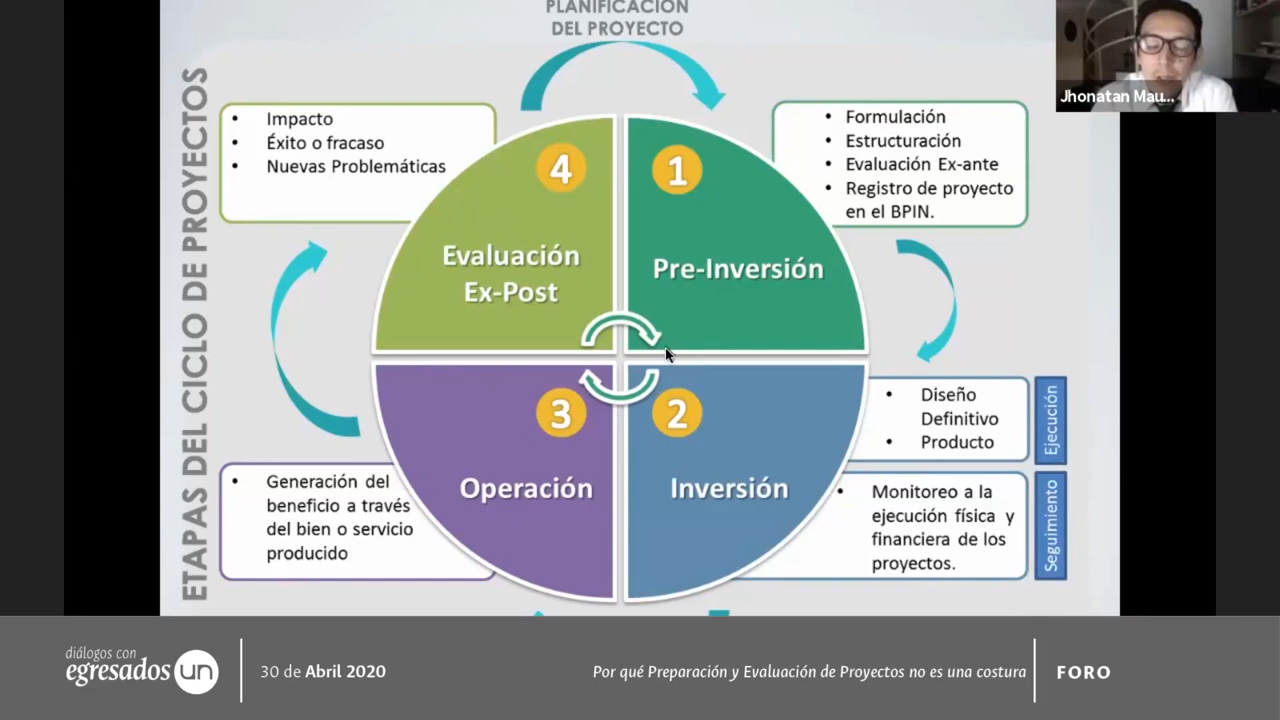 PLANIFICACIÓN
DEL PROYECTO
Jhonatan Mau...
ETAPAS DEL CICLO DE PROYECTOS
• Impacto
• Éxito o fracaso
• Nuevas Problemáticas
4
Evaluación
Ex-Post
1
Pre-Inversión
• Formulación
• Estructuración
• Evaluación Ex-ante
• Registro de proyecto
en el BPIN.
3
Operación
2
Inversión
• Diseño
Definitivo
• Producto
Ejecución
• Generación del
beneficio a través
del bien o servicio
producido
• Monitoreo a la
ejecución física y
financiera de los
proyectos.
Seguimiento
diálogos con
egresados un
30 de Abril 2020
Por qué Preparación y Evaluación de Proyectos no es una costura
FORO